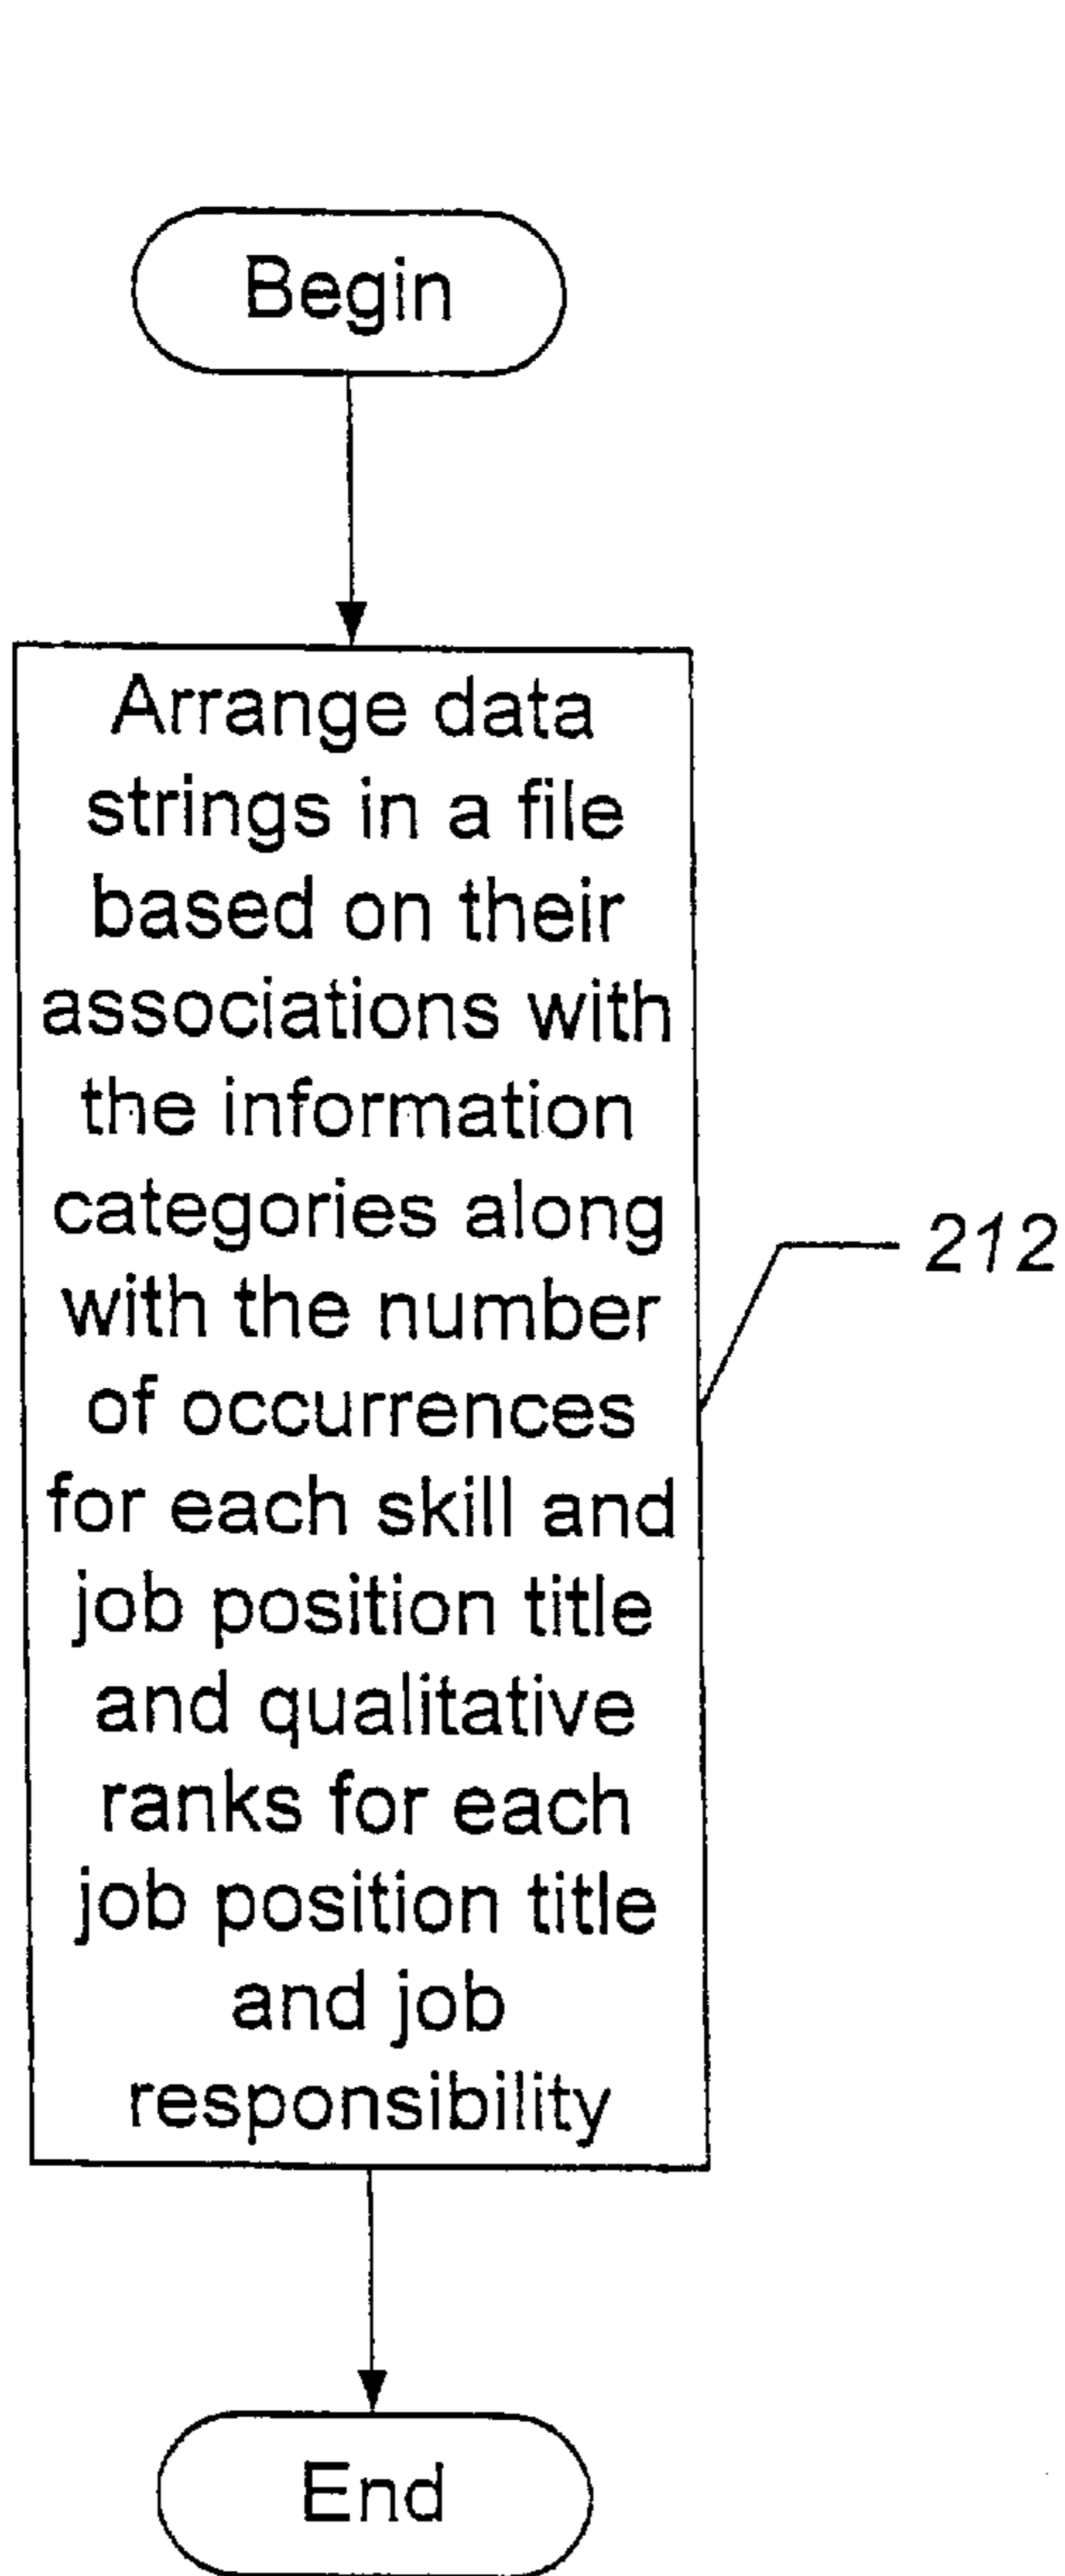 Begin
Arrange data
strings in a file
based on their
associations with
the information
categories along
with the number
of occurrences
for each skill and
job position title
and qualitative
ranks for each
job position title
and job
responsibility
212
End